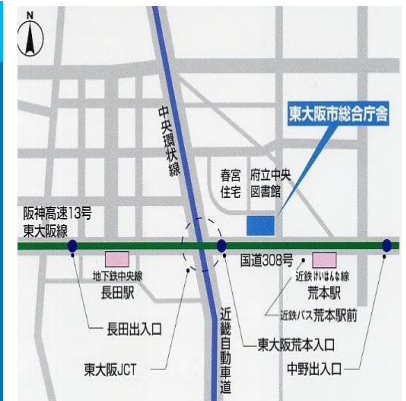 N
東大阪市総合庁舎
中央環状線
春宮
住宅
府立中央
図書館
阪神高速13号
東大阪線
国道308号
地下鉄中央線
長田駅
近鉄けいはんな線
荒本駅
近鉄バス荒本駅前
長田出入口
東大阪荒本入口
東大阪JCT
近畿自動車道
中野出入口